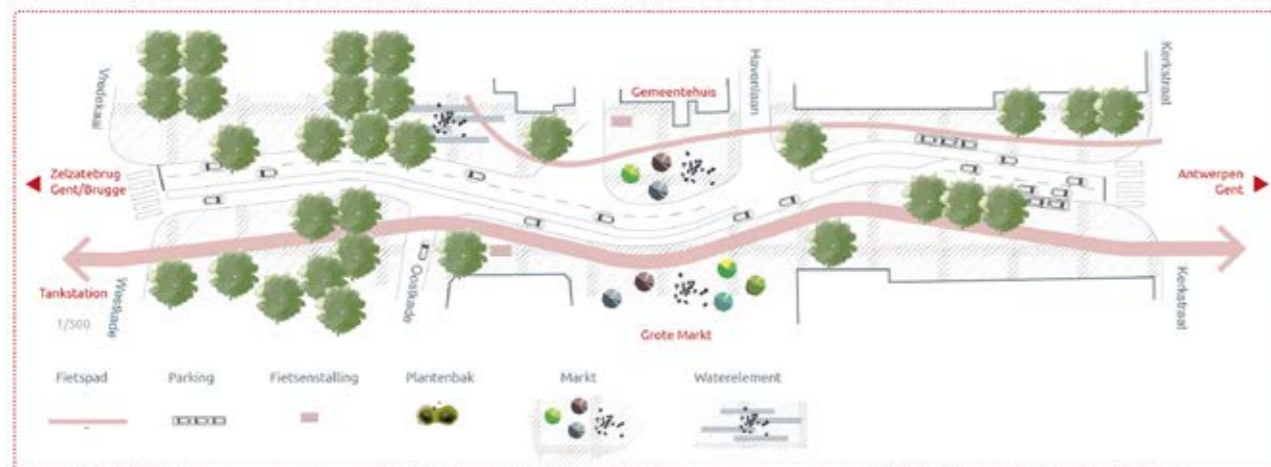 Vredekaai
Gemeentehuis
Havenlaan
Kerkstraat
Zelzatebrug
Gent/Brugge
Antwerpen
Gent
Tankstation
Westkade
Oostkade
Kerkstraat
1/500
Grote Markt
Fietspad
Parking
Fietsenstalling
Plantenbak
Markt
Waterelement